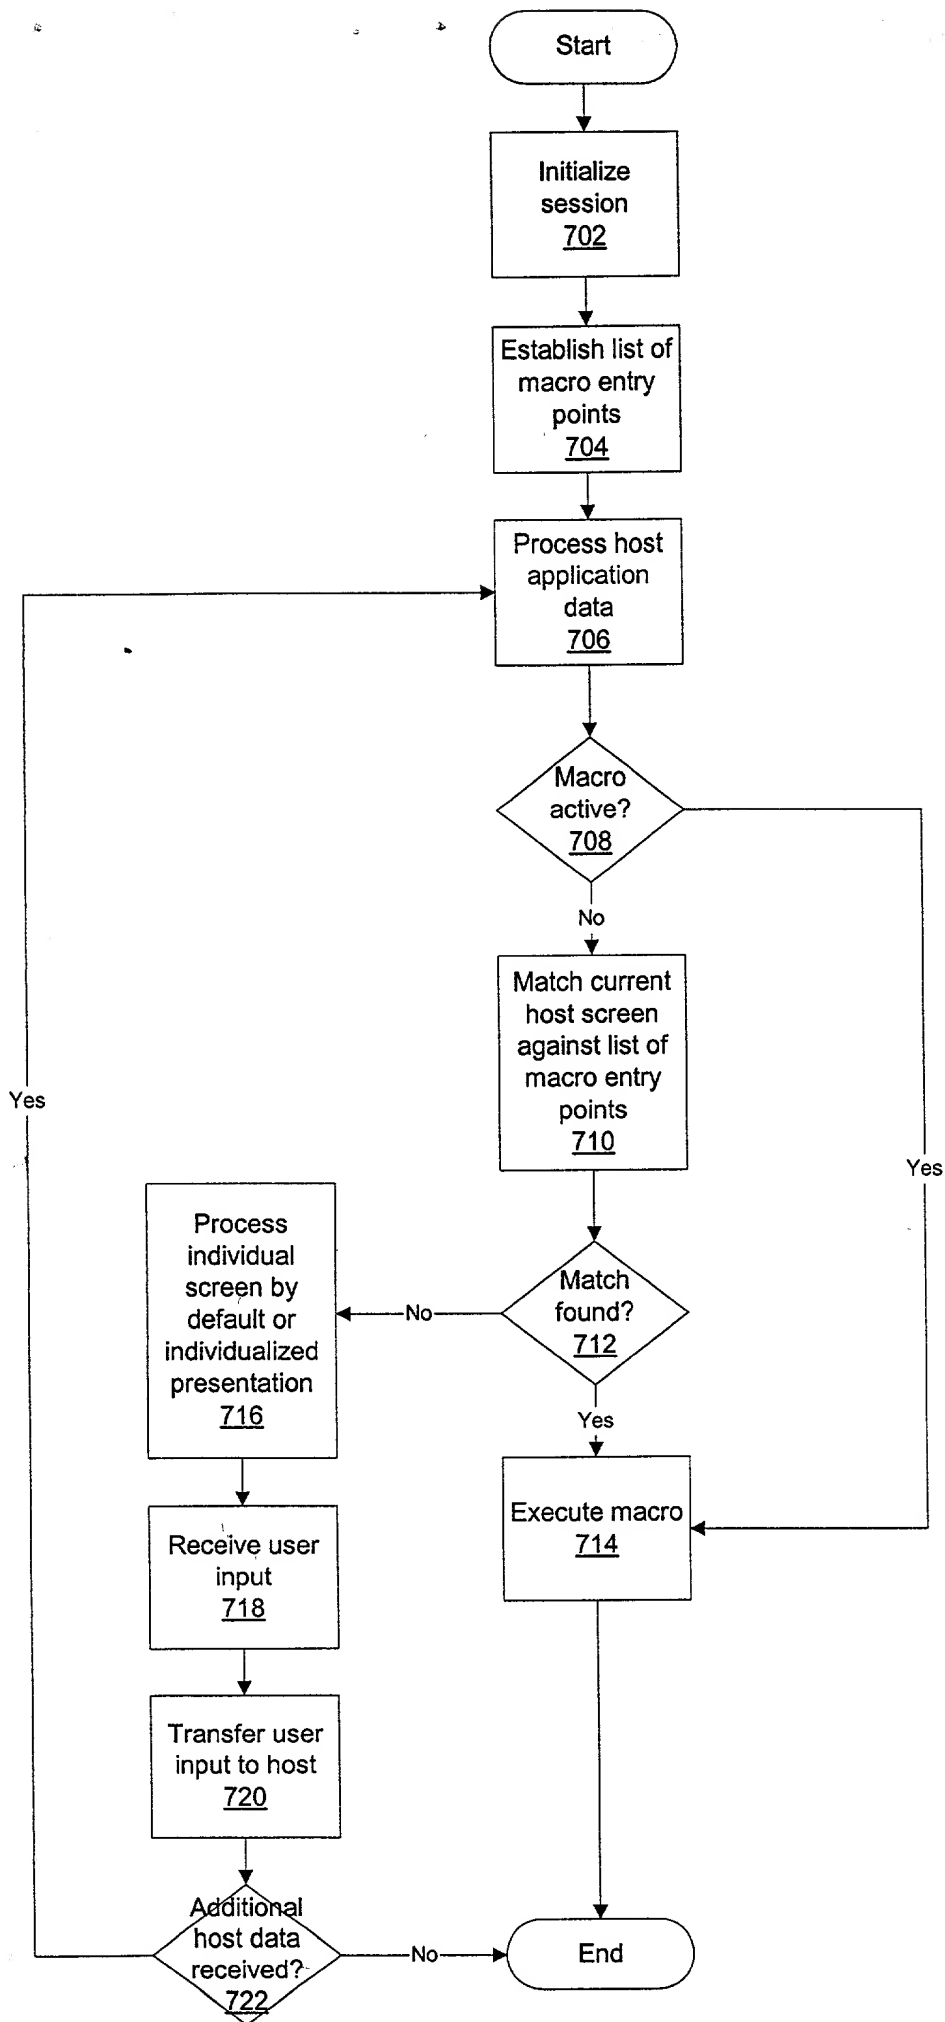 Start
Initialize
session
702
Establish list of
macro entry
points
704
Process host
application
data
706
Macro
active?
708
No
Match current
host screen
against list of
macro entry
points
710
Yes
Yes
Process
individual
screen by
default or
individualized
presentation
716
No
Match
found?
712
Yes
Execute macro
714
Receive user
input
718
Transfer user
input to host
720
Additional
host data
received?
722
No
End